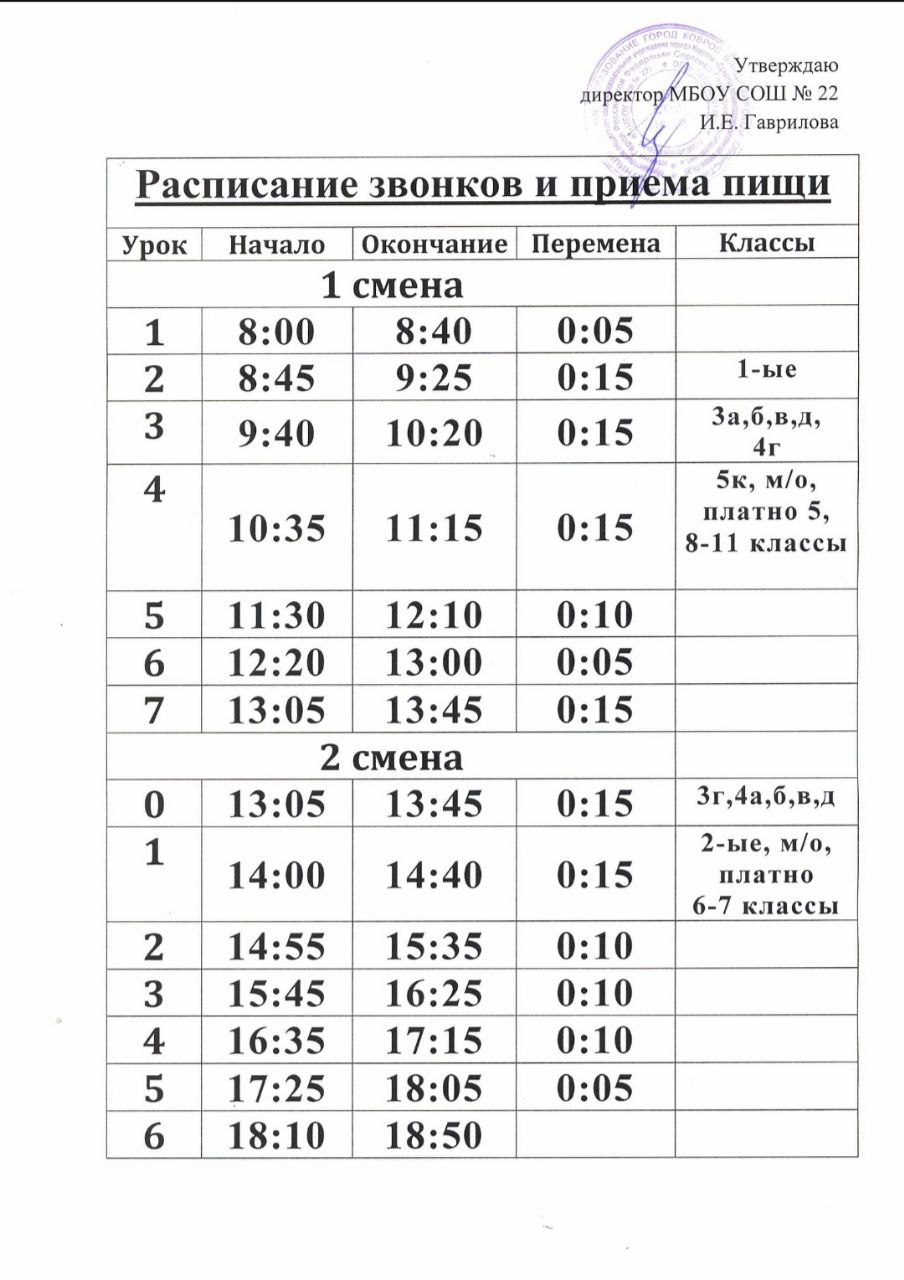 Утверждаю
директор МБОУ СОШ № 22
И.Е. Гаврилова
Расписание звонков и приема пищи
Урок Начало Окончание Перемена Классы
1 смена
1 8:00 8:40 0:05
2 8:45 9:25 0:15 1-ые
3 9:40 10:20 0:15 3а,б,в,д,
4г
4 10:35 11:15 0:15 5к, м/о,
платно 5,
8-11 классы
5 11:30 12:10 0:10
6 12:20 13:00 0:05
7 13:05 13:45 0:15
2 смена
0 13:05 13:45 0:15 3г,4а,б,в,д
1 14:00 14:40 0:15 2-ые, м/о,
платно
6-7 классы
2 14:55 15:35 0:10
3 15:45 16:25 0:10
4 16:35 17:15 0:10
5 17:25 18:05 0:05
6 18:10 18:50